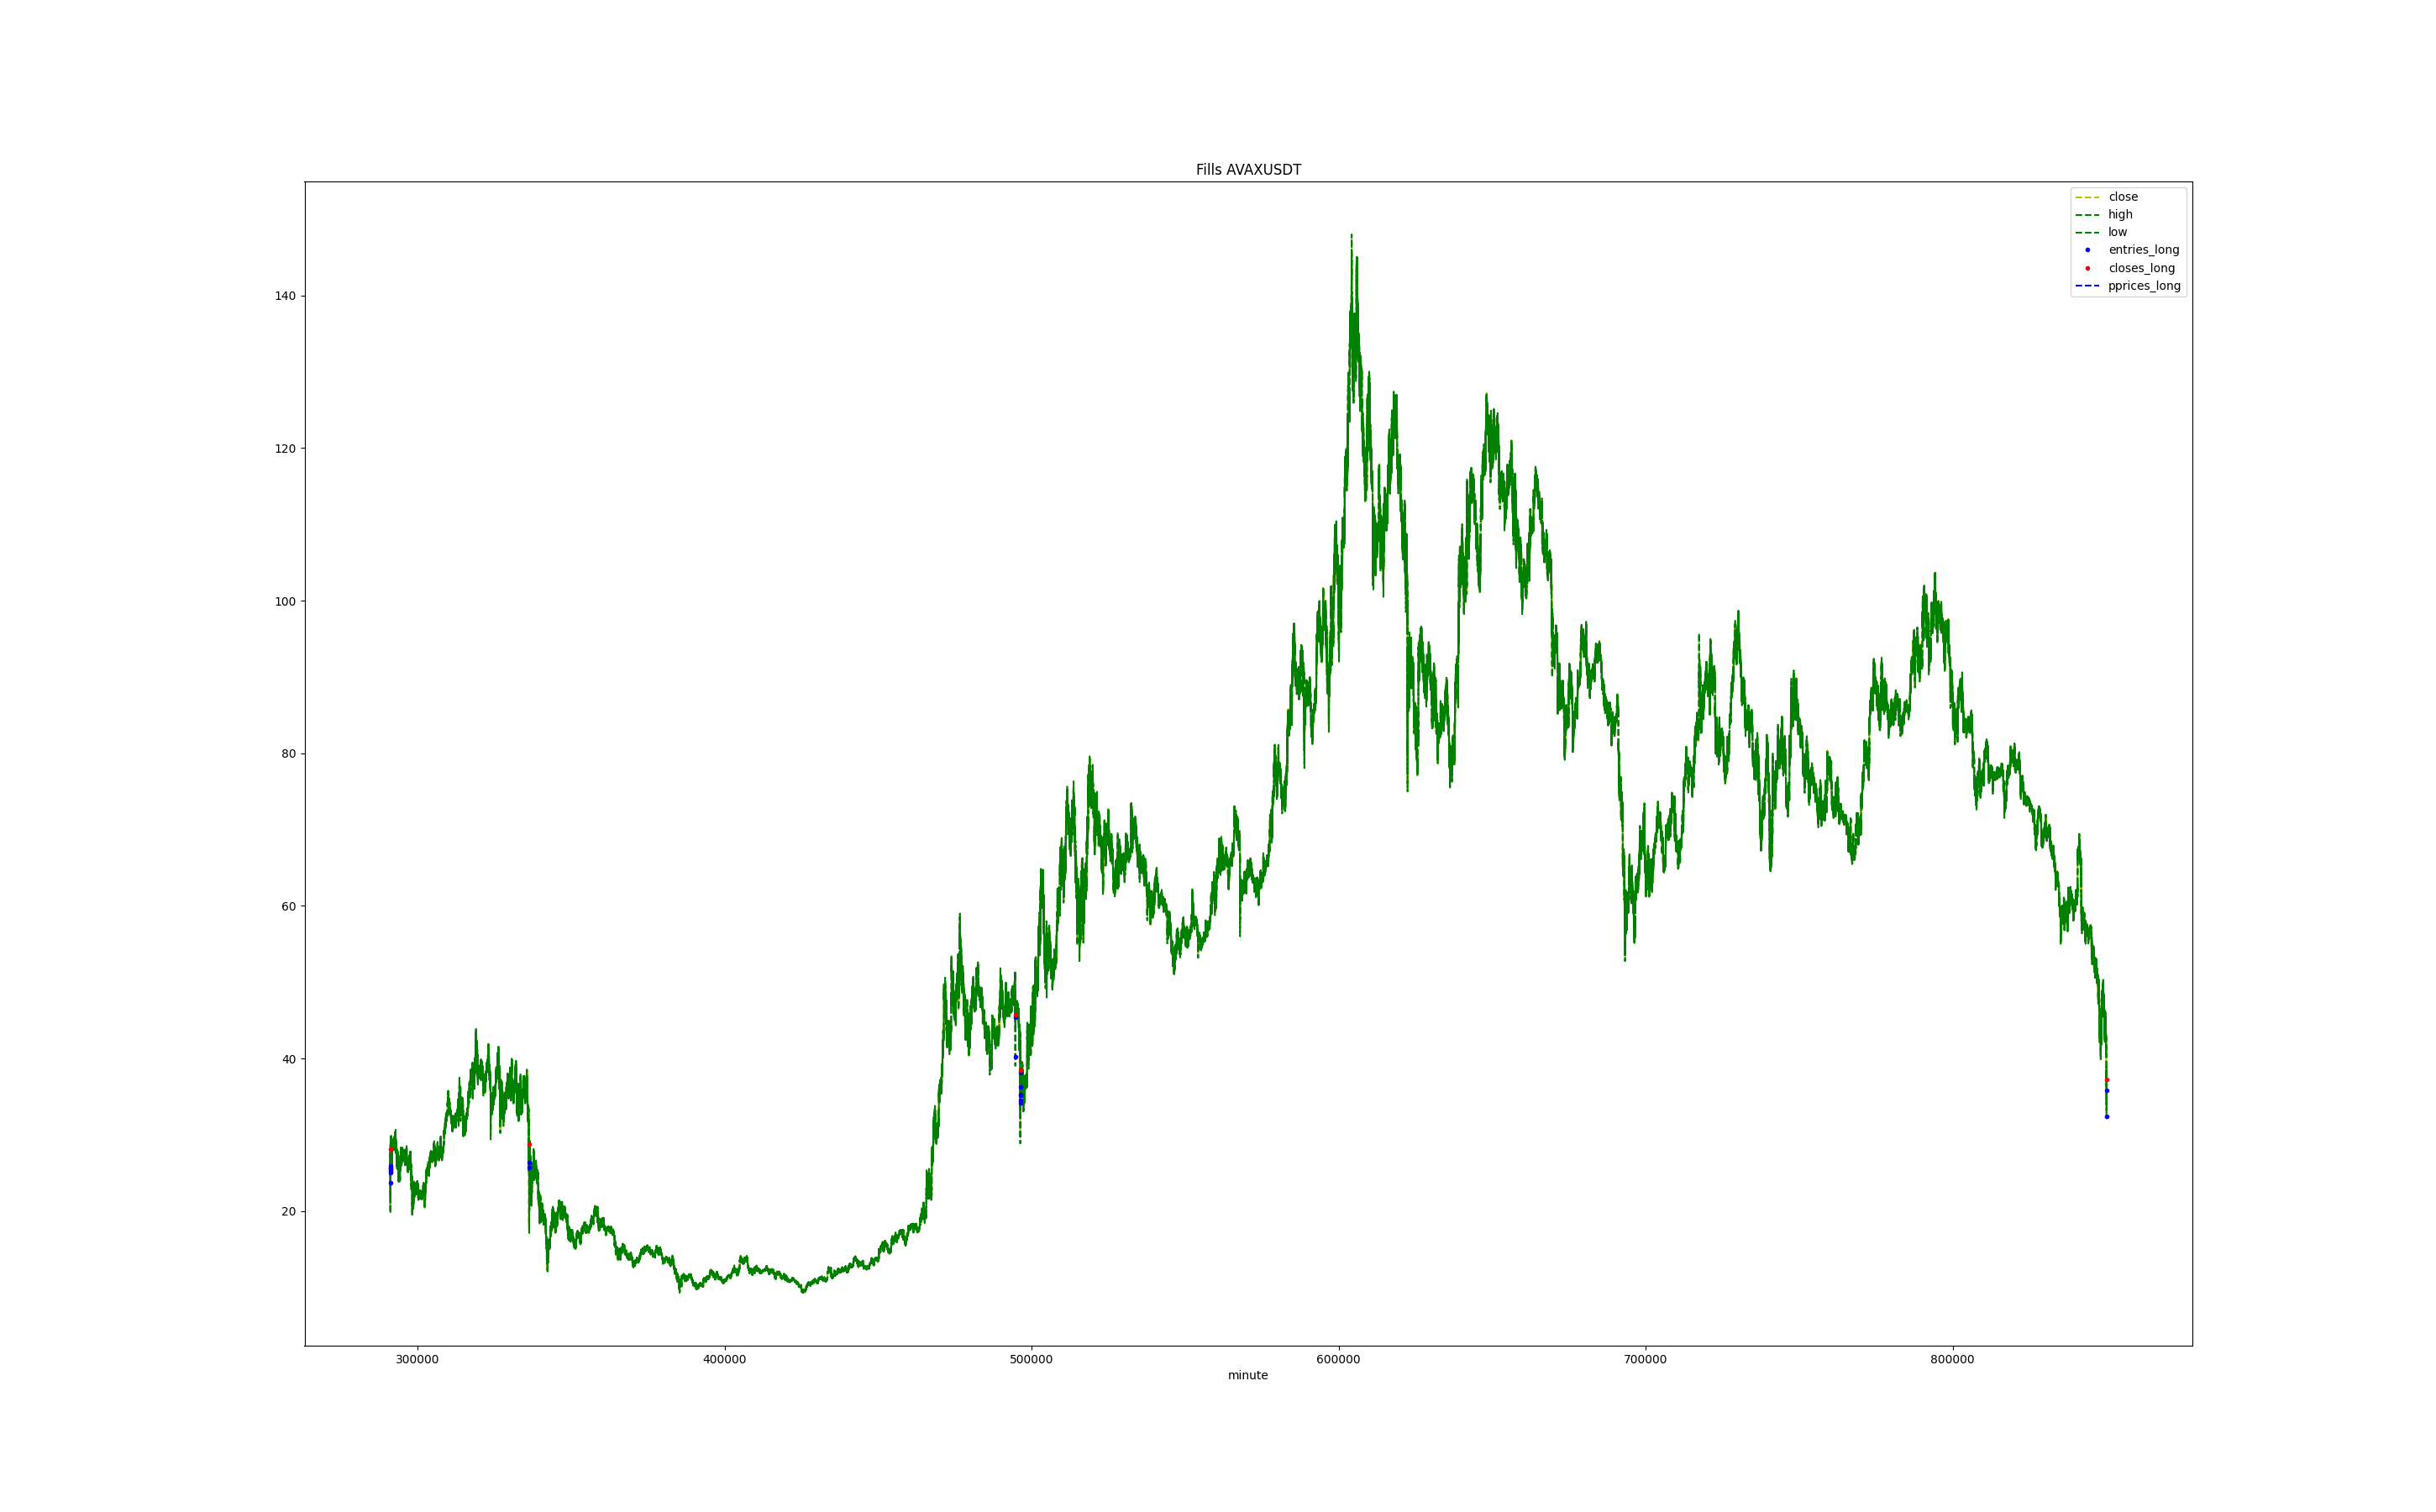 Fills AVAXUSDT
close
high
low
entries_long
closes_long
pprices_long
140
120
100
80
60
40
20
300000 400000 500000 600000 700000 800000
minute